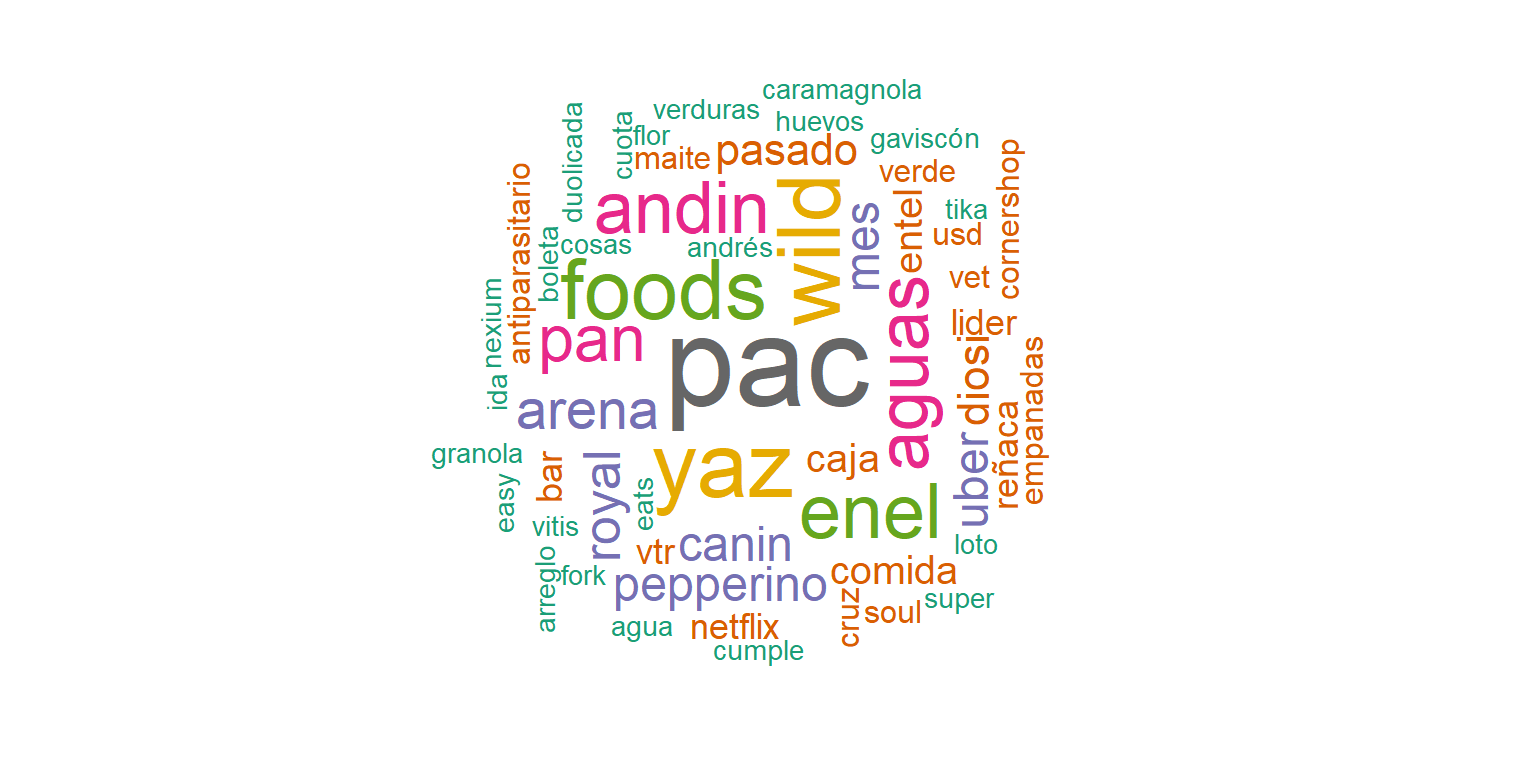 caramagnola
verduras
huevos
duolicada
cuota
flor
maite
pasado
gaviscón
verde
antiparasitario
andin
wild
mes
entel
tika
usd
cornershop
boleta
cosas
andrés
foods
vet
nexium
pan
pac
aguas
lider
diosi
ida
arena
reñaca
empanadas
granola
bar
royal
eats
yaz
caja
uber
easy
vitis
enel
vtr
canin
loto
arreglo
fork
pepperino
comida
cruz
soul
super
agua
netflix
cumple